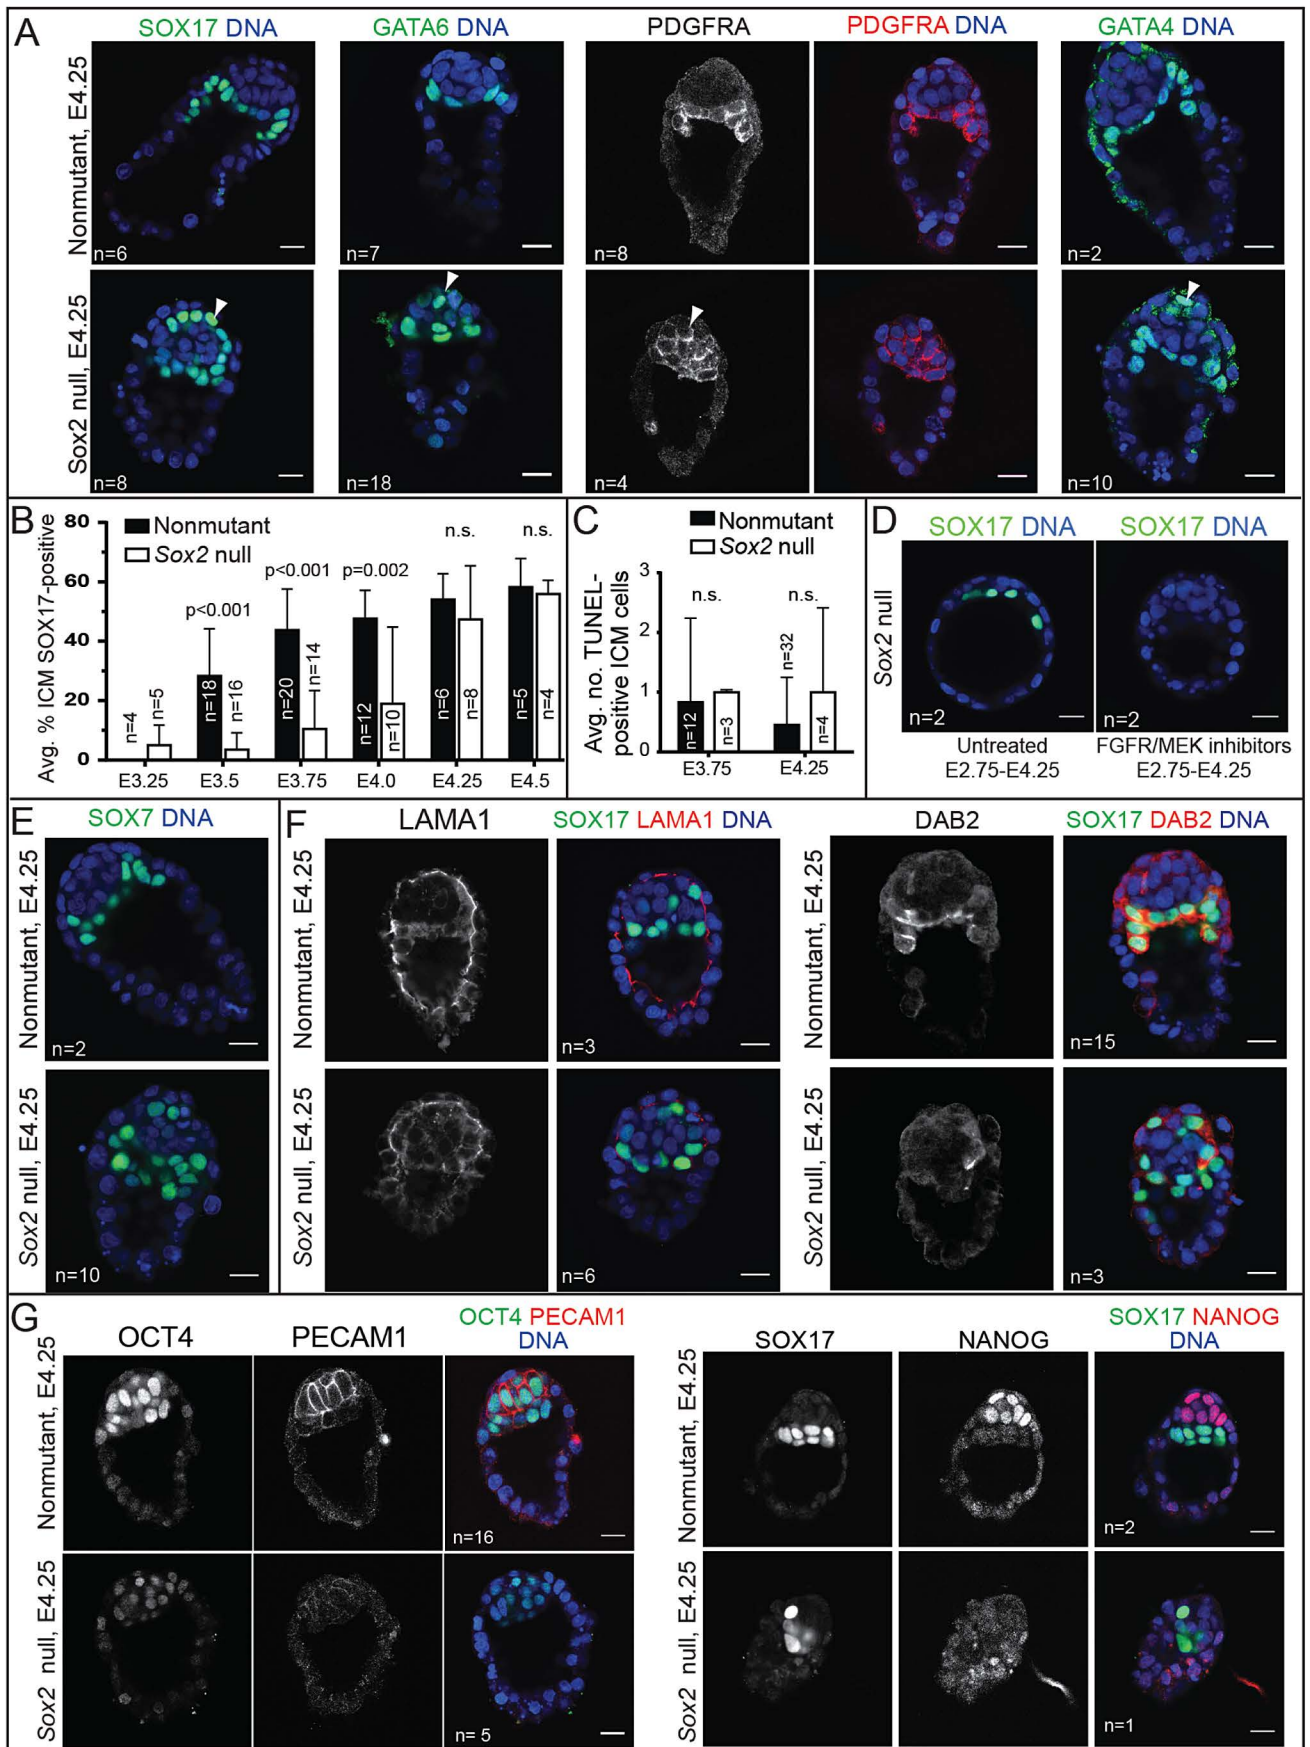 A
SOX17 DNA
GATA6 DNA
PDGFRA
PDGFRA DNA
GATA4 DNA
Nonmutant, E4.25
n=6
n=7
n=8
n=2
Sox2 null, E4.25
n=8
n=18
n=4
n=10
B
Avg. % ICM SOX17-positive
80
60
40
20
0
Nonmutant
Sox2 null
n.s.
n.s.
p<0.001
p=0.002
p<0.001
n=4
n=5
n=18
n=16
n=20
n=14
n=12
n=10
n=6
n=8
n=5
n=4
E3.25
E3.5
E3.75
E4.0
E4.25
E4.5
C
Nonmutant
Sox2 null
Avg. no. TUNEL-
positive ICM cells
3
2
1
0
n.s.
n.s.
n=12
n=3
n=32
n=4
E3.75
E4.25
D
SOX17 DNA
SOX17 DNA
Sox2 null
n=2
n=2
Untreated
E2.75-E4.25
FGFR/MEK inhibitors
E2.75-E4.25
E
SOX7 DNA
Nonmutant, E4.25
n=2
Sox2 null, E4.25
n=10
F
LAMA1
SOX17 LAMA1 DNA
DAB2
SOX17 DAB2 DNA
Nonmutant, E4.25
n=3
Nonmutant, E4.25
n=15
Sox2 null, E4.25
n=6
Sox2 null, E4.25
n=3
G
OCT4
PECAM1
OCT4 PECAM1
DNA
SOX17
NANOG
SOX17 NANOG
DNA
Nonmutant, E4.25
n=16
Nonmutant, E4.25
n=2
Sox2 null, E4.25
n= 5
Sox2 null, E4.25
n=1